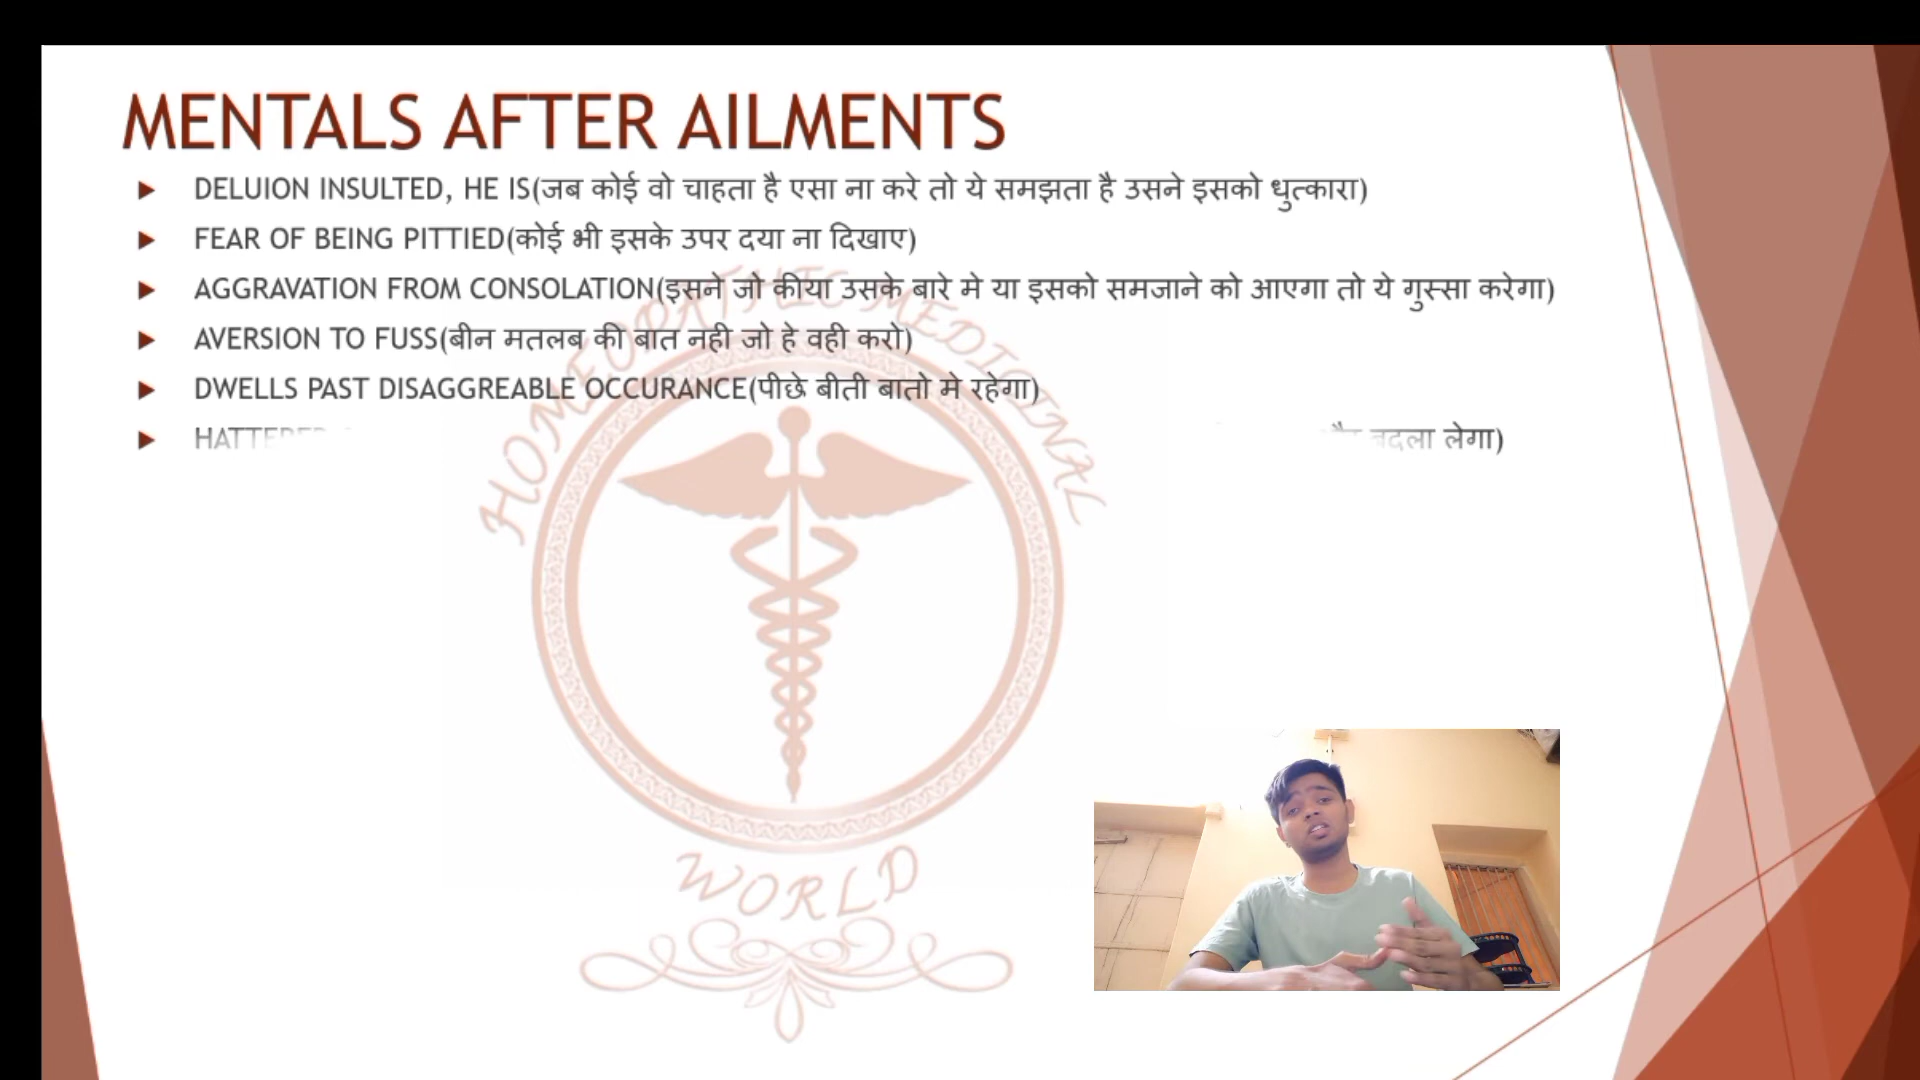 MENTALS AFTER AILMENTS
DELUION INSULTED, HE IS(जब कोई वो चाहता है एसा ना करे तो ये समझता है उसने इसको धुत्कारा)
FEAR OF BEING PITTIED(कोई भी इसके उपर दया ना दिखाए)
AGGRAVATION FROM CONSOLATION(इसने जो कीया उसके बारे मे या इसको समजाने को आएगा तो ये गुस्सा करेगा)
AVERSION TO FUSS(बीन मतलब की बात नही जो हे वही करो)
DWELLS PAST DISAGGREABLE OCCURANCE(पीछे बीती बातो मे रहेगा)
HATTERED बदला लेगा)
HOMEOPATHIC MEDICINAL
WORLD